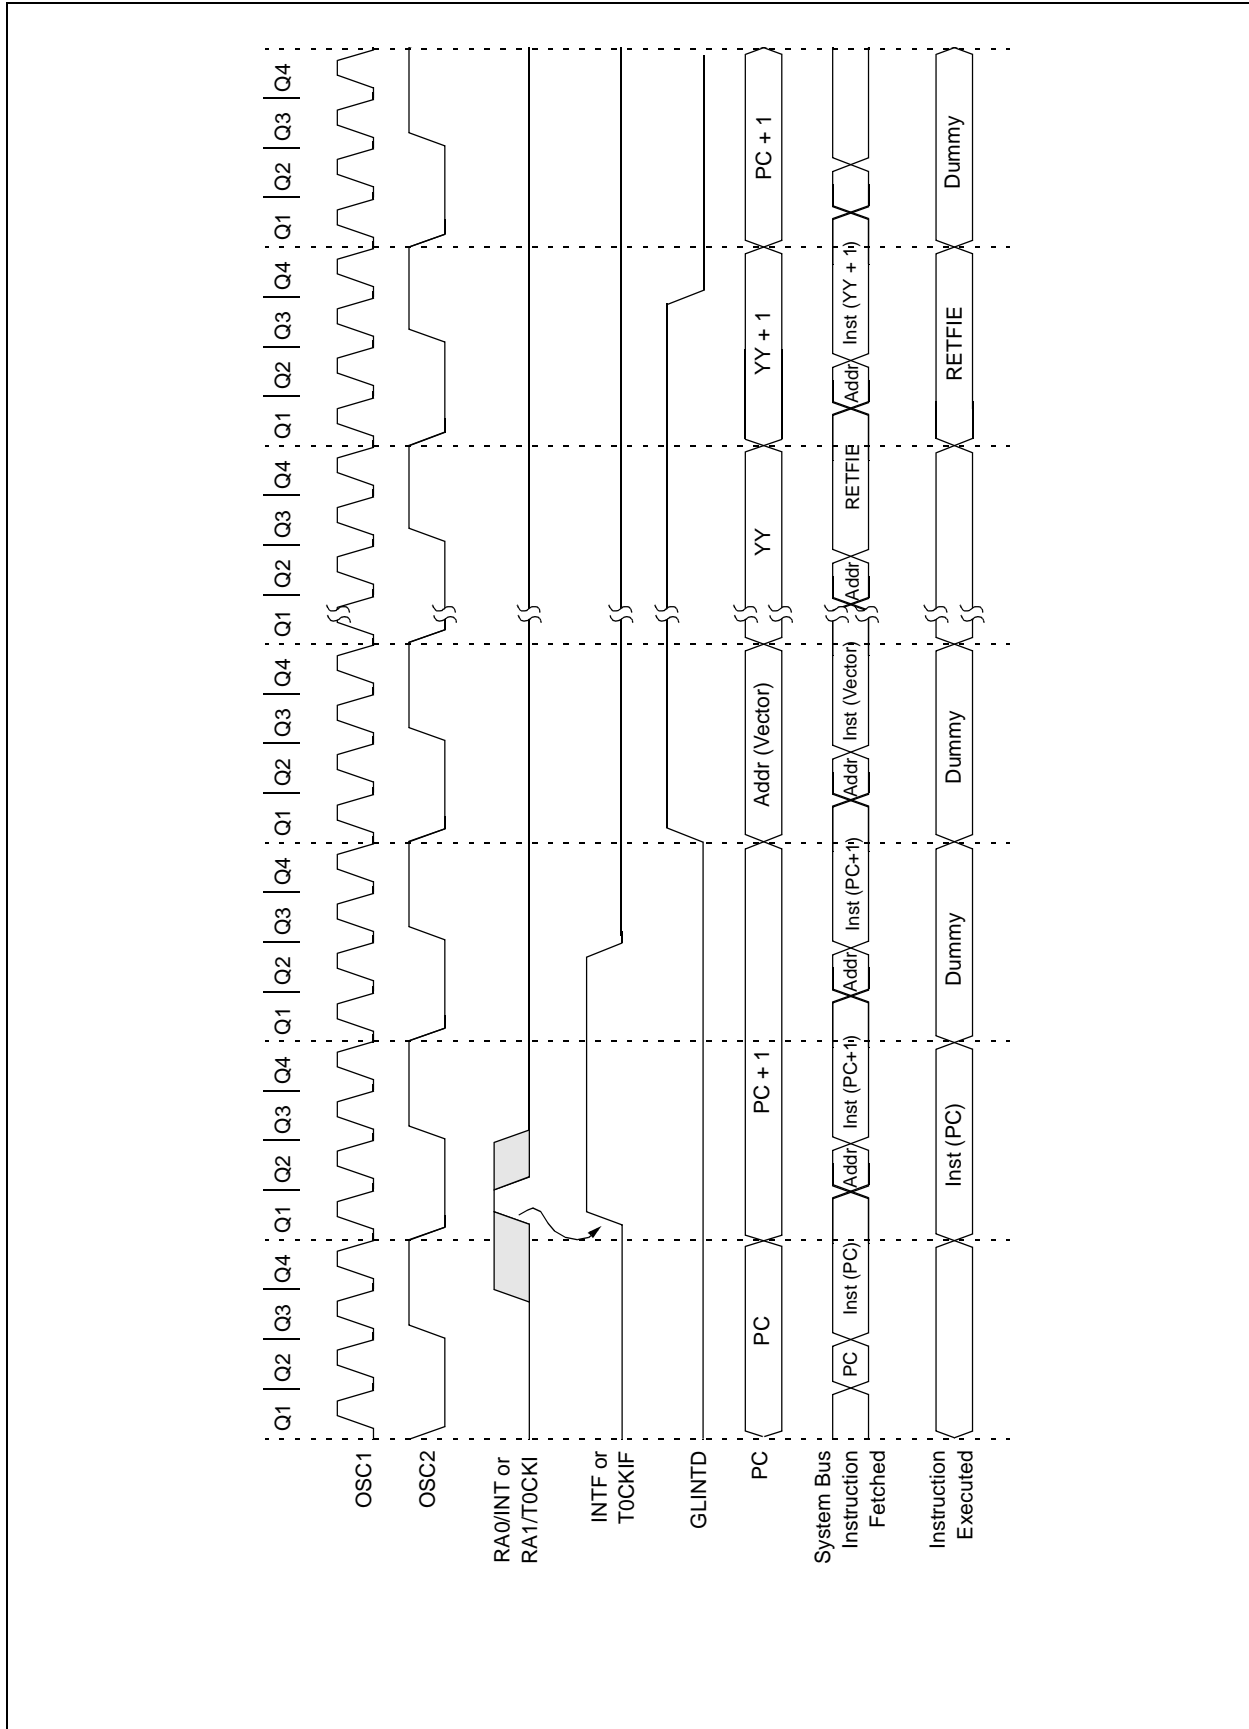 Q1 Q2 Q3 Q4 Q1 Q2 Q3 Q4 Q1 Q2 Q3 Q4 Q1 Q2 Q3 Q4 Q1 Q2 Q3 Q4 Q1 Q2 Q3 Q4 Q1 Q2 Q3 Q4
OSC1
OSC2
RA0/INT or
RA1/T0CKI
INTF or
T0CKIF
GLINTD
PC PC PC + 1 Addr (Vector) YY YY + 1 PC + 1
System Bus
Instruction PC Inst (PC) Addr Inst (PC+1) Addr Inst (PC+1) Addr Inst (Vector) Addr RETFIE Addr Inst (YY + 1)
Fetched
Instruction
Executed
Inst (PC) Dummy Dummy RETFIE Dummy